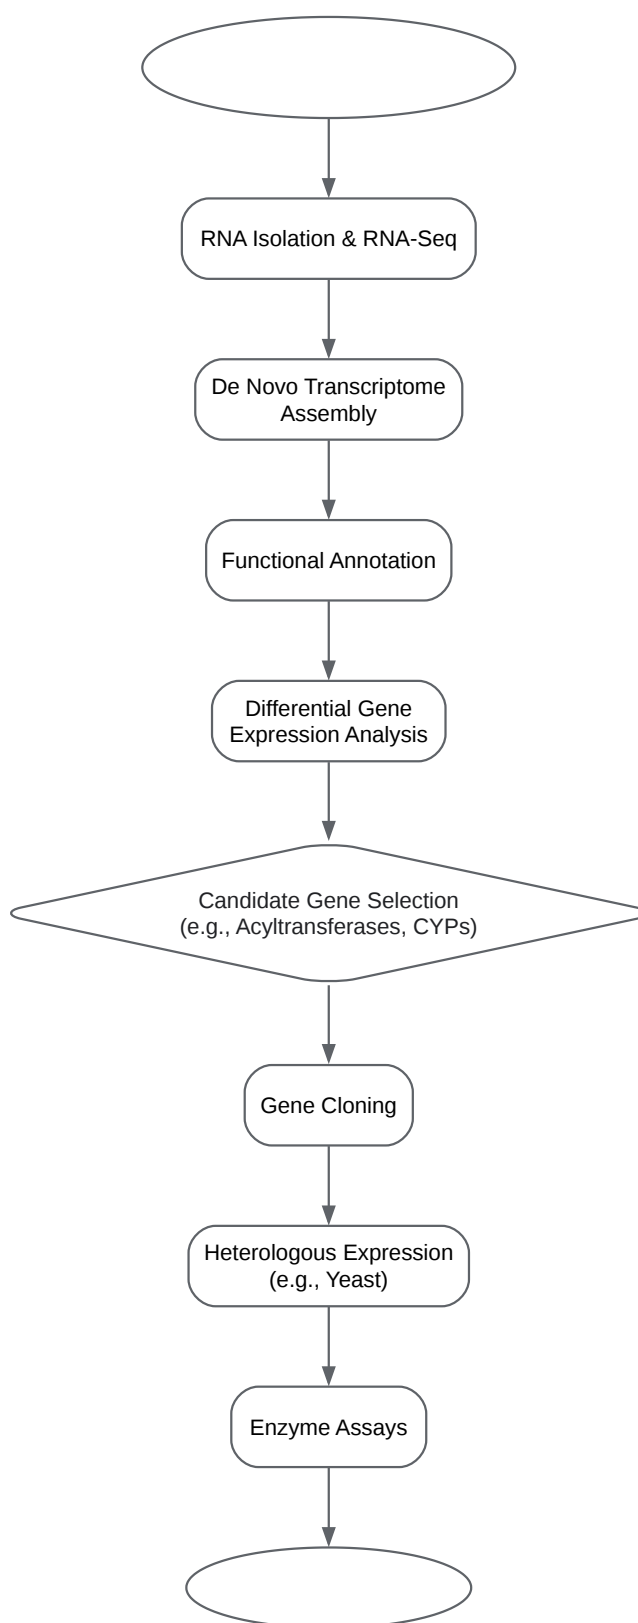 RNA Isolation & RNA-Seq
De Novo Transcriptome
Assembly
Functional Annotation
Differential Gene
Expression Analysis
Candidate Gene Selection
(e.g., Acyltransferases, CYPs)
Gene Cloning
Heterologous Expression
(e.g., Yeast)
Enzyme Assays